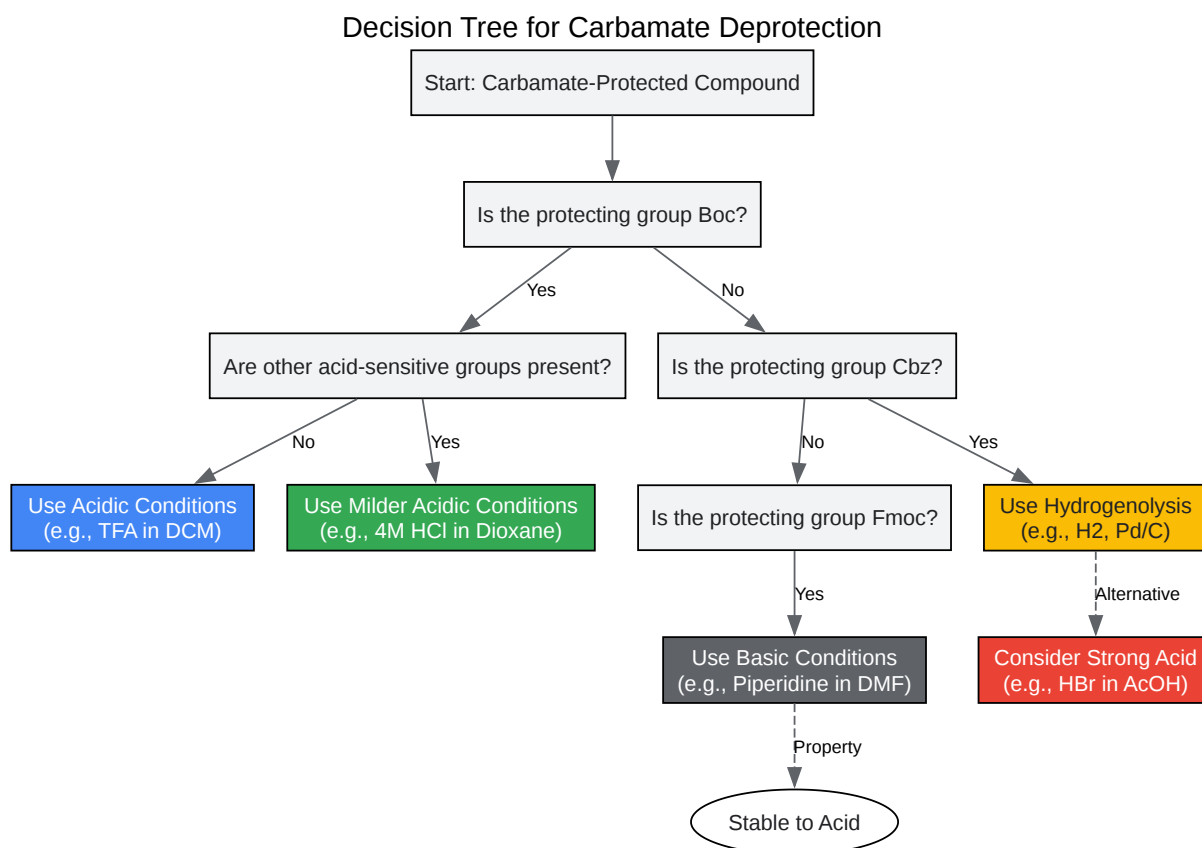 Decision Tree for Carbamate Deprotection
Start: Carbamate-Protected Compound
Is the protecting group Boc?
Yes
No
Are other acid-sensitive groups present?
Is the protecting group Cbz?
No
Yes
No
Yes
Use Acidic Conditions
(e.g., TFA in DCM)
Use Milder Acidic Conditions
(e.g., 4M HCl in Dioxane)
Is the protecting group Fmoc?
Use Hydrogenolysis
(e.g., H2, Pd/C)
Yes
Alternative
Use Basic Conditions
(e.g., Piperidine in DMF)
Consider Strong Acid
(e.g., HBr in AcOH)
Property
Stable to Acid